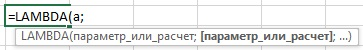 =LAMBDA(a;
LAMBDA(параметр_или_расчет; [параметр_или_расчет]; ...)